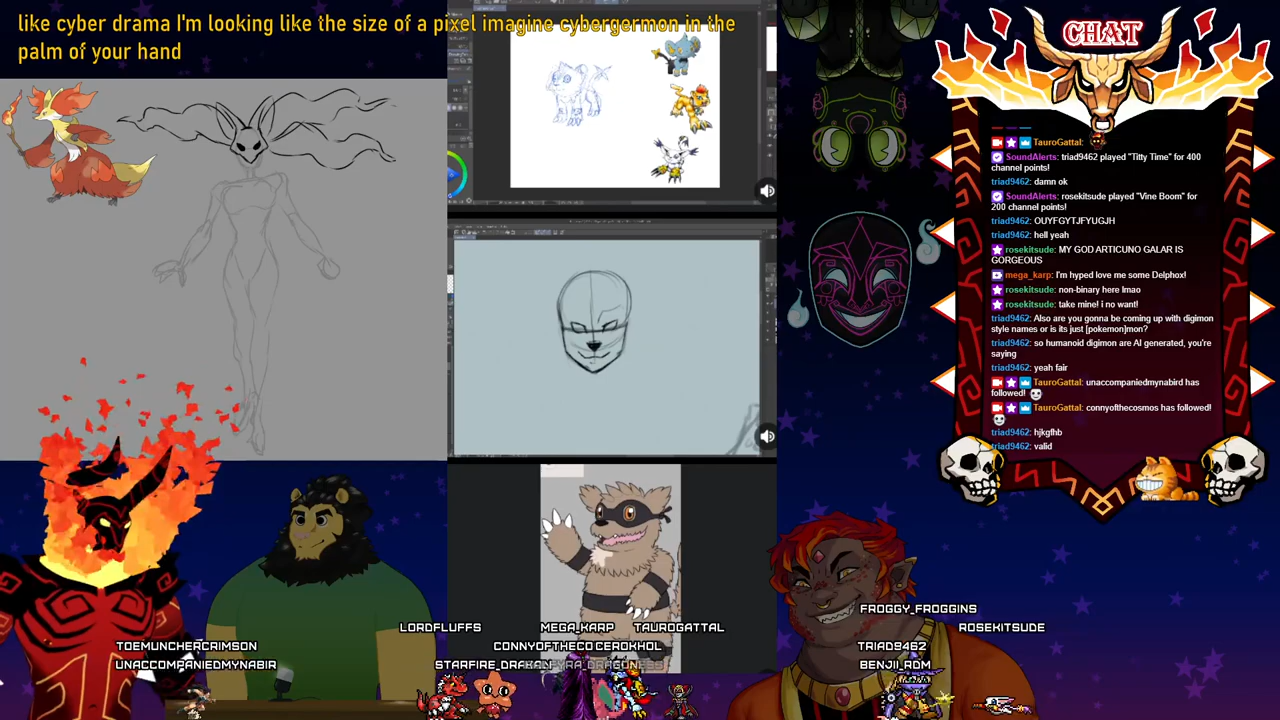 like cyber drama I'm looking like the size of a pixel imagine cybergermon in the
palm of your hand
CHAT
TauroGattal:
SoundAlerts: triad9462 played "Titty Time" for 400
channel points!
triad9462: damn ok
SoundAlerts: rosekitsude played "Vine Boom" for
200 channel points!
triad9462: OUYFGYTJFYUGJH
triad9462: hell yeah
rosekitsude: MY GOD ARTICUNO GALAR IS
GORGEOUS
mega_karp: I'm hyped love me some Delphox!
rosekitsude: non-binary here lmao
rosekitsude: take mine! i no want!
triad9462: Also are you gonna be coming up with digimon
style names or is its just [pokemon]mon?
triad9462: so humanoid digimon are AI generated, you're
saying
triad9462: yeah fair
TauroGattal: unaccompaniedmynabird has
followed!
TauroGattal: connyofthecosmos has followed!
triad9462: hjkgfhb
triad9462: valid
FROGGY_FROGGINS
LORDFLUFFS MEGA_KARP TAUROGATTAL ROSEKITSUDE
TOEMUNCHERCRIMSON CONNYOFTHECO CEROKHOL TRIAD9462
UNACCOMPANIEDMYNABIR BENJII_RDM